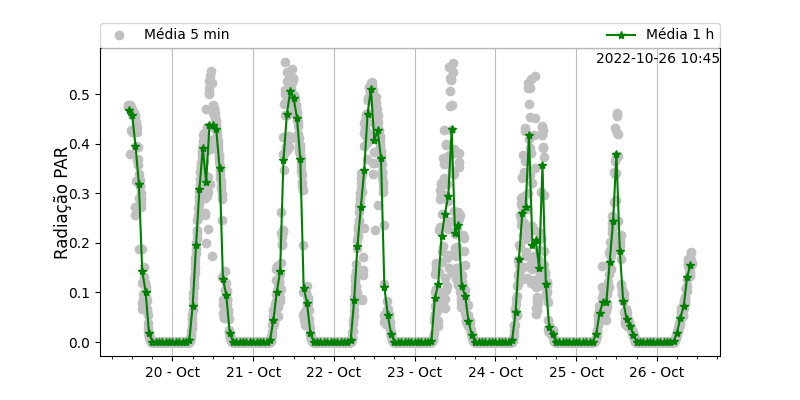 Média 5 min
Média 1 h
2022-10-26 10:45
Radiação PAR
0.5
0.4
0.3
0.2
0.1
0.0
20 - Oct
21 - Oct
22 - Oct
23 - Oct
24 - Oct
25 - Oct
26 - Oct